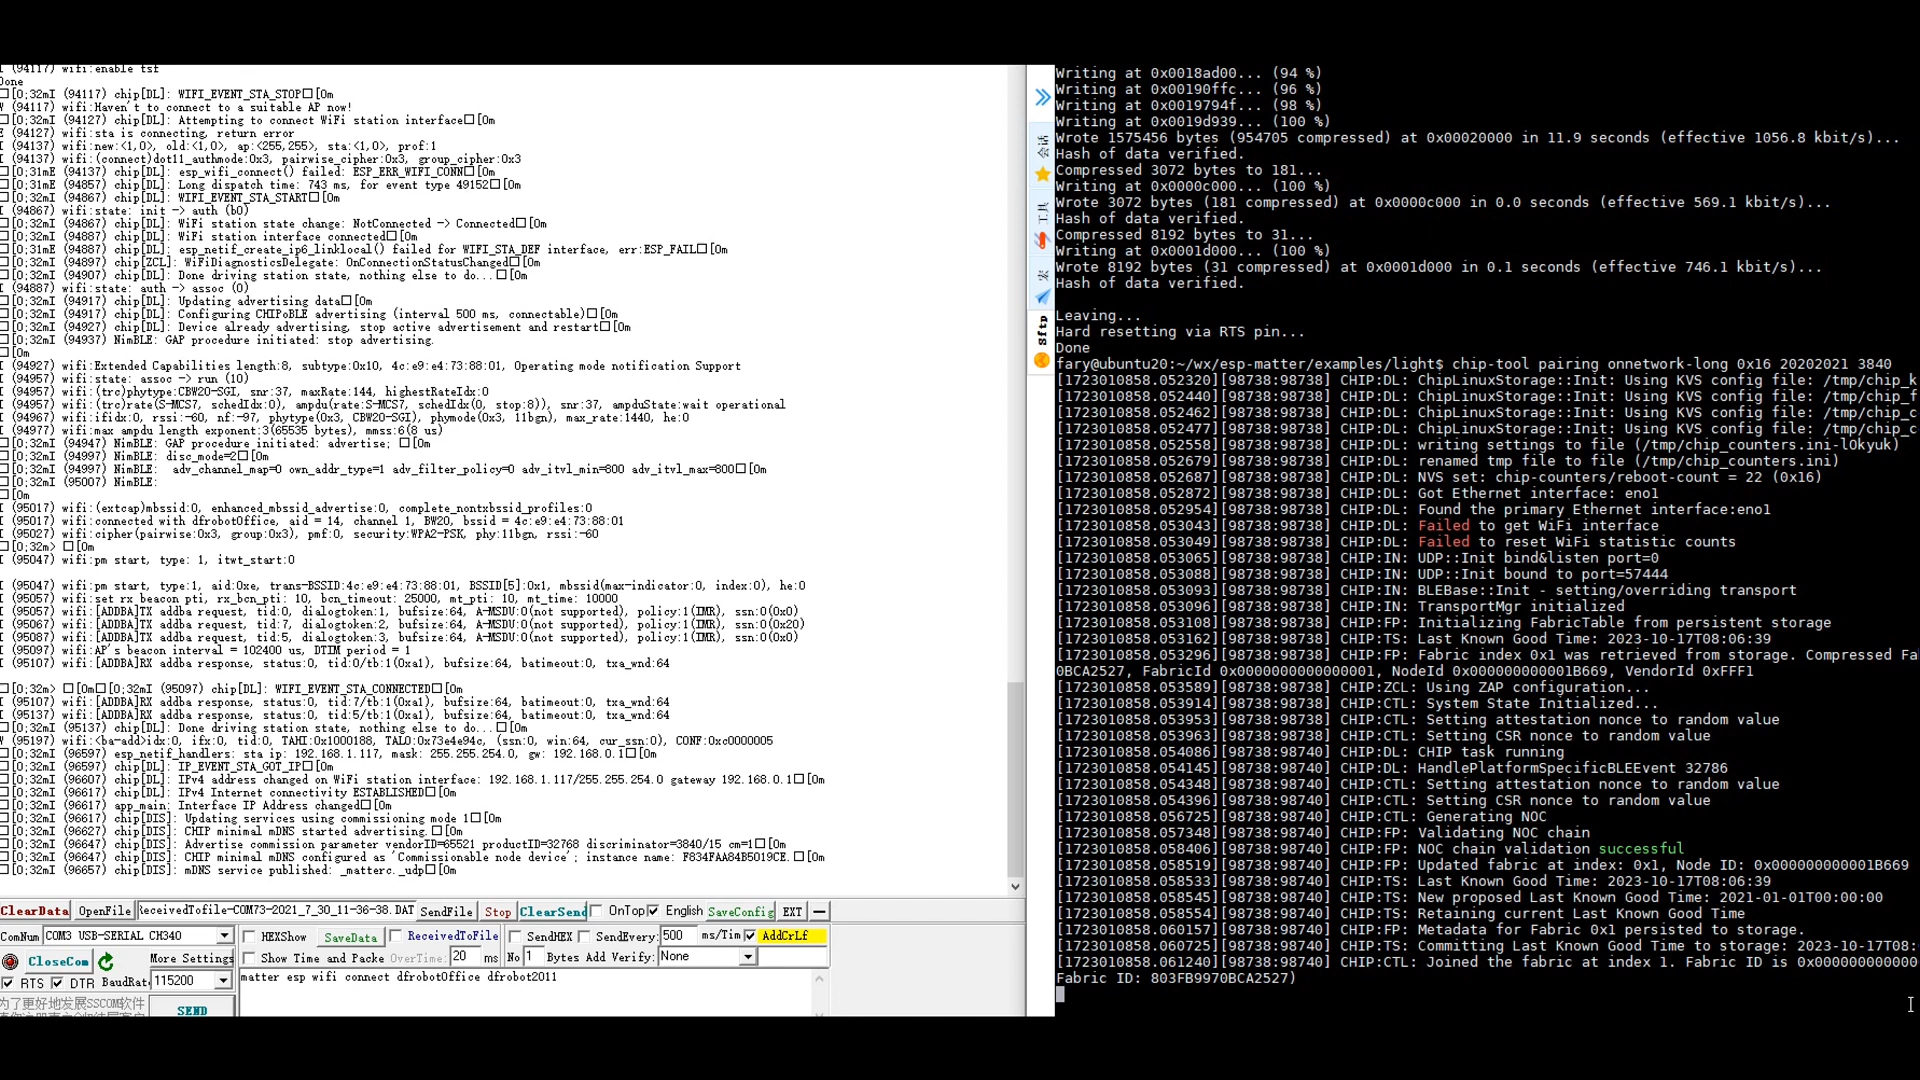 I (94117) wifi:enable tsf
Done
□[0;32mI (94117) chip[DL]: WIFI_EVENT_STA_STOP□[0m
W (94117) wifi:Haven't to connect to a suitable AP now!
□[0;32mI (94127) chip[DL]: Attempting to connect WiFi station interface□[0m
E (94127) wifi:sta is connecting, return error
I (94137) wifi:new:<1,0>, old:<1,0>, ap:<255,255>, sta:<1,0>, prof:1
I (94137) wifi:(connect)dot11_authmode:0x3, pairwise_cipher:0x3, group_cipher:0x3
□[0;31mE (94137) chip[DL]: esp_wifi_connect() failed: ESP_ERR_WIFI_CONN□[0m
□[0;31mE (94857) chip[DL]: Long dispatch time: 743 ms, for event type 49152□[0m
□[0;32mI (94867) chip[DL]: WIFI_EVENT_STA_START□[0m
I (94867) wifi:state: init -> auth (b0)
□[0;32mI (94867) chip[DL]: WiFi station state change: NotConnected -> Connected□[0m
□[0;32mI (94887) chip[DL]: WiFi station interface connected□[0m
□[0;31mE (94887) chip[DL]: esp_netif_create_ip6_linklocal() failed for WIFI_STA_DEF interface, err:ESP_FAIL□[0m
□[0;32mI (94897) chip[ZCL]: WiFiDiagnosticsDelegate: OnConnectionStatusChanged□[0m
□[0;32mI (94907) chip[DL]: Done driving station state, nothing else to do...□[0m
I (94887) wifi:state: auth -> assoc (0)
□[0;32mI (94917) chip[DL]: Updating advertising data□[0m
□[0;32mI (94917) chip[DL]: Configuring CHIPoBLE advertising (interval 500 ms, connectable)□[0m
□[0;32mI (94927) chip[DL]: Device already advertising, stop active advertisement and restart□[0m
□[0;32mI (94937) NimBLE: GAP procedure initiated: stop advertising.
□[0m
I (94927) wifi:Extended Capabilities length:8, subtype:0x10, 4c:e9:e4:73:88:01, Operating mode notification Support
I (94957) wifi:state: assoc -> run (10)
I (94957) wifi:(trc)phytype:CBW20-SGI, snr:37, maxRate:144, highestRateIdx:0
I (94957) wifi:(trc)rate(S-MCS7, schedIdx:0), ampdu(rate:S-MCS7, schedIdx(0, stop:8)), snr:37, ampduState:wait operational
I (94967) wifi:ifidx:0, rssi:-60, nf:-97, phytype(0x3, CBW20-SGI), phymode(0x3, 11bgn), max_rate:1440, he:0
I (94977) wifi:max ampdu length exponent:3(65535 bytes), mmss:6(8 us)
□[0;32mI (94947) NimBLE: GAP procedure initiated: advertise; □[0m
□[0;32mI (94997) NimBLE: disc_mode=2□[0m
□[0;32mI (94997) NimBLE:  adv_channel_map=0 own_addr_type=1 adv_filter_policy=0 adv_itvl_min=800 adv_itvl_max=800□[0m
□[0;32mI (95007) NimBLE:
□[0m
I (95017) wifi:(extcap)mbssid:0, enhanced_mbssid_advertise:0, complete_nontxbssid_profiles:0
I (95017) wifi:connected with dfrobotOffice, aid = 14, channel 1, BW20, bssid = 4c:e9:e4:73:88:01
I (95027) wifi:cipher(pairwise:0x3, group:0x3), pmf:0, security:WPA2-PSK, phy:11bgn, rssi:-60
□[0;32m> □[0m
I (95047) wifi:pm start, type: 1, itwt_start:0
I (95047) wifi:pm start, type:1, aid:0xe, trans-BSSID:4c:e9:e4:73:88:01, BSSID[5]:0x1, mbssid(max-indicator:0, index:0), he:0
I (95057) wifi:set rx beacon pti, rx_bcn_pti: 10, bcn_timeout: 25000, mt_pti: 10, mt_time: 10000
I (95057) wifi:[ADDBA]TX addba request, tid:0, dialogtoken:1, bufsize:64, A-MSDU:0(not supported), policy:1(IMR), ssn:0(0x0)
I (95067) wifi:[ADDBA]TX addba request, tid:7, dialogtoken:2, bufsize:64, A-MSDU:0(not supported), policy:1(IMR), ssn:0(0x20)
I (95087) wifi:[ADDBA]TX addba request, tid:5, dialogtoken:3, bufsize:64, A-MSDU:0(not supported), policy:1(IMR), ssn:0(0x0)
I (95097) wifi:AP's beacon interval = 102400 us, DTIM period = 1
I (95107) wifi:[ADDBA]RX addba response, status:0, tid:0/tb:1(0xa1), bufsize:64, batimeout:0, txa_wnd:64
□[0;32m> □[0m□[0;32mI (95097) chip[DL]: WIFI_EVENT_STA_CONNECTED□[0m
I (95107) wifi:[ADDBA]RX addba response, status:0, tid:7/tb:1(0xa1), bufsize:64, batimeout:0, txa_wnd:64
I (95137) wifi:[ADDBA]RX addba response, status:0, tid:5/tb:1(0xa1), bufsize:64, batimeout:0, txa_wnd:64
□[0;32mI (95137) chip[DL]: Done driving station state, nothing else to do...□[0m
W (95197) wifi:<ba-add>idx:0, ifx:0, tid:0, TAHI:0x1000188, TALO:0x73e4e94c, (ssn:0, win:64, cur_ssn:0), CONF:0xc0000005
□[0;32mI (96597) esp_netif_handlers: sta ip: 192.168.1.117, mask: 255.255.254.0, gw: 192.168.0.1□[0m
□[0;32mI (96597) chip[DL]: IP_EVENT_STA_GOT_IP□[0m
□[0;32mI (96607) chip[DL]: IPv4 address changed on WiFi station interface: 192.168.1.117/255.255.254.0 gateway 192.168.0.1□[0m
□[0;32mI (96617) chip[DL]: IPv4 Internet connectivity ESTABLISHED□[0m
□[0;32mI (96617) app_main: Interface IP Address changed□[0m
□[0;32mI (96617) chip[DIS]: Updating services using commissioning mode 1□[0m
□[0;32mI (96627) chip[DIS]: CHIP minimal mDNS started advertising.□[0m
□[0;32mI (96647) chip[DIS]: Advertise commission parameter vendorID=65521 productID=32768 discriminator=3840/15 cm=1□[0m
□[0;32mI (96647) chip[DIS]: CHIP minimal mDNS configured as 'Commissionable node device'; instance name: F834FAA84B5019CE.□[0m
□[0;32mI (96657) chip[DIS]: mDNS service published: _matterc._udp□[0m
ClearData OpenFile ReceivedTofile-COM73-2021_7_30_11-36-38.DAT SendFile Stop ClearSend OnTop English SaveConfig EXT —
ComNum COM3 USB-SERIAL CH340 HEXShow SaveData ReceivedToFile SendHEX SendEvery: 500 ms/Tim AddCrLf
CloseCom More Settings Show Time and Packe OverTime: 20 ms No 1 Bytes Add Verify: None
RTS DTR BaudRat 115200 matter esp wifi connect dfrobotOffice dfrobot2011
为了更好地发展SSCOM软件
SEND
会话
工具
宏
Sftp
Writing at 0x0018ad00... (94 %)
Writing at 0x00190ffc... (96 %)
Writing at 0x0019794f... (98 %)
Writing at 0x0019d939... (100 %)
Wrote 1575456 bytes (954705 compressed) at 0x00020000 in 11.9 seconds (effective 1056.8 kbit/s)...
Hash of data verified.
Compressed 3072 bytes to 181...
Writing at 0x0000c000... (100 %)
Wrote 3072 bytes (181 compressed) at 0x0000c000 in 0.0 seconds (effective 569.1 kbit/s)...
Hash of data verified.
Compressed 8192 bytes to 31...
Writing at 0x0001d000... (100 %)
Wrote 8192 bytes (31 compressed) at 0x0001d000 in 0.1 seconds (effective 746.1 kbit/s)...
Hash of data verified.
Leaving...
Hard resetting via RTS pin...
Done
fary@ubuntu20:~/wx/esp-matter/examples/light$ chip-tool pairing onnetwork-long 0x16 20202021 3840
[1723010858.052320][98738:98738] CHIP:DL: ChipLinuxStorage::Init: Using KVS config file: /tmp/chip_k
[1723010858.052440][98738:98738] CHIP:DL: ChipLinuxStorage::Init: Using KVS config file: /tmp/chip_f
[1723010858.052462][98738:98738] CHIP:DL: ChipLinuxStorage::Init: Using KVS config file: /tmp/chip_c
[1723010858.052477][98738:98738] CHIP:DL: ChipLinuxStorage::Init: Using KVS config file: /tmp/chip_c
[1723010858.052558][98738:98738] CHIP:DL: writing settings to file (/tmp/chip_counters.ini-lOkyuk)
[1723010858.052679][98738:98738] CHIP:DL: renamed tmp file to file (/tmp/chip_counters.ini)
[1723010858.052687][98738:98738] CHIP:DL: NVS set: chip-counters/reboot-count = 22 (0x16)
[1723010858.052872][98738:98738] CHIP:DL: Got Ethernet interface: eno1
[1723010858.052954][98738:98738] CHIP:DL: Found the primary Ethernet interface:eno1
[1723010858.053043][98738:98738] CHIP:DL: Failed to get WiFi interface
[1723010858.053049][98738:98738] CHIP:DL: Failed to reset WiFi statistic counts
[1723010858.053065][98738:98738] CHIP:IN: UDP::Init bind&listen port=0
[1723010858.053088][98738:98738] CHIP:IN: UDP::Init bound to port=57444
[1723010858.053093][98738:98738] CHIP:IN: BLEBase::Init - setting/overriding transport
[1723010858.053096][98738:98738] CHIP:IN: TransportMgr initialized
[1723010858.053108][98738:98738] CHIP:FP: Initializing FabricTable from persistent storage
[1723010858.053162][98738:98738] CHIP:TS: Last Known Good Time: 2023-10-17T08:06:39
[1723010858.053296][98738:98738] CHIP:FP: Fabric index 0x1 was retrieved from storage. Compressed Fa
0BCA2527, FabricId 0x0000000000000001, NodeId 0x000000000001B669, VendorId 0xFFF1
[1723010858.053589][98738:98738] CHIP:ZCL: Using ZAP configuration...
[1723010858.053914][98738:98738] CHIP:CTL: System State Initialized...
[1723010858.053953][98738:98738] CHIP:CTL: Setting attestation nonce to random value
[1723010858.053963][98738:98738] CHIP:CTL: Setting CSR nonce to random value
[1723010858.054086][98738:98740] CHIP:DL: CHIP task running
[1723010858.054145][98738:98740] CHIP:DL: HandlePlatformSpecificBLEEvent 32786
[1723010858.054348][98738:98740] CHIP:CTL: Setting attestation nonce to random value
[1723010858.054396][98738:98740] CHIP:CTL: Setting CSR nonce to random value
[1723010858.056725][98738:98740] CHIP:CTL: Generating NOC
[1723010858.057348][98738:98740] CHIP:FP: Validating NOC chain
[1723010858.058406][98738:98740] CHIP:FP: NOC chain validation successful
[1723010858.058519][98738:98740] CHIP:FP: Updated fabric at index: 0x1, Node ID: 0x000000000001B669
[1723010858.058533][98738:98740] CHIP:TS: Last Known Good Time: 2023-10-17T08:06:39
[1723010858.058545][98738:98740] CHIP:TS: New proposed Last Known Good Time: 2021-01-01T00:00:00
[1723010858.058554][98738:98740] CHIP:TS: Retaining current Last Known Good Time
[1723010858.060157][98738:98740] CHIP:FP: Metadata for Fabric 0x1 persisted to storage.
[1723010858.060725][98738:98740] CHIP:TS: Committing Last Known Good Time to storage: 2023-10-17T08:
[1723010858.061240][98738:98740] CHIP:CTL: Joined the fabric at index 1. Fabric ID is 0x000000000000
Fabric ID: 803FB9970BCA2527)